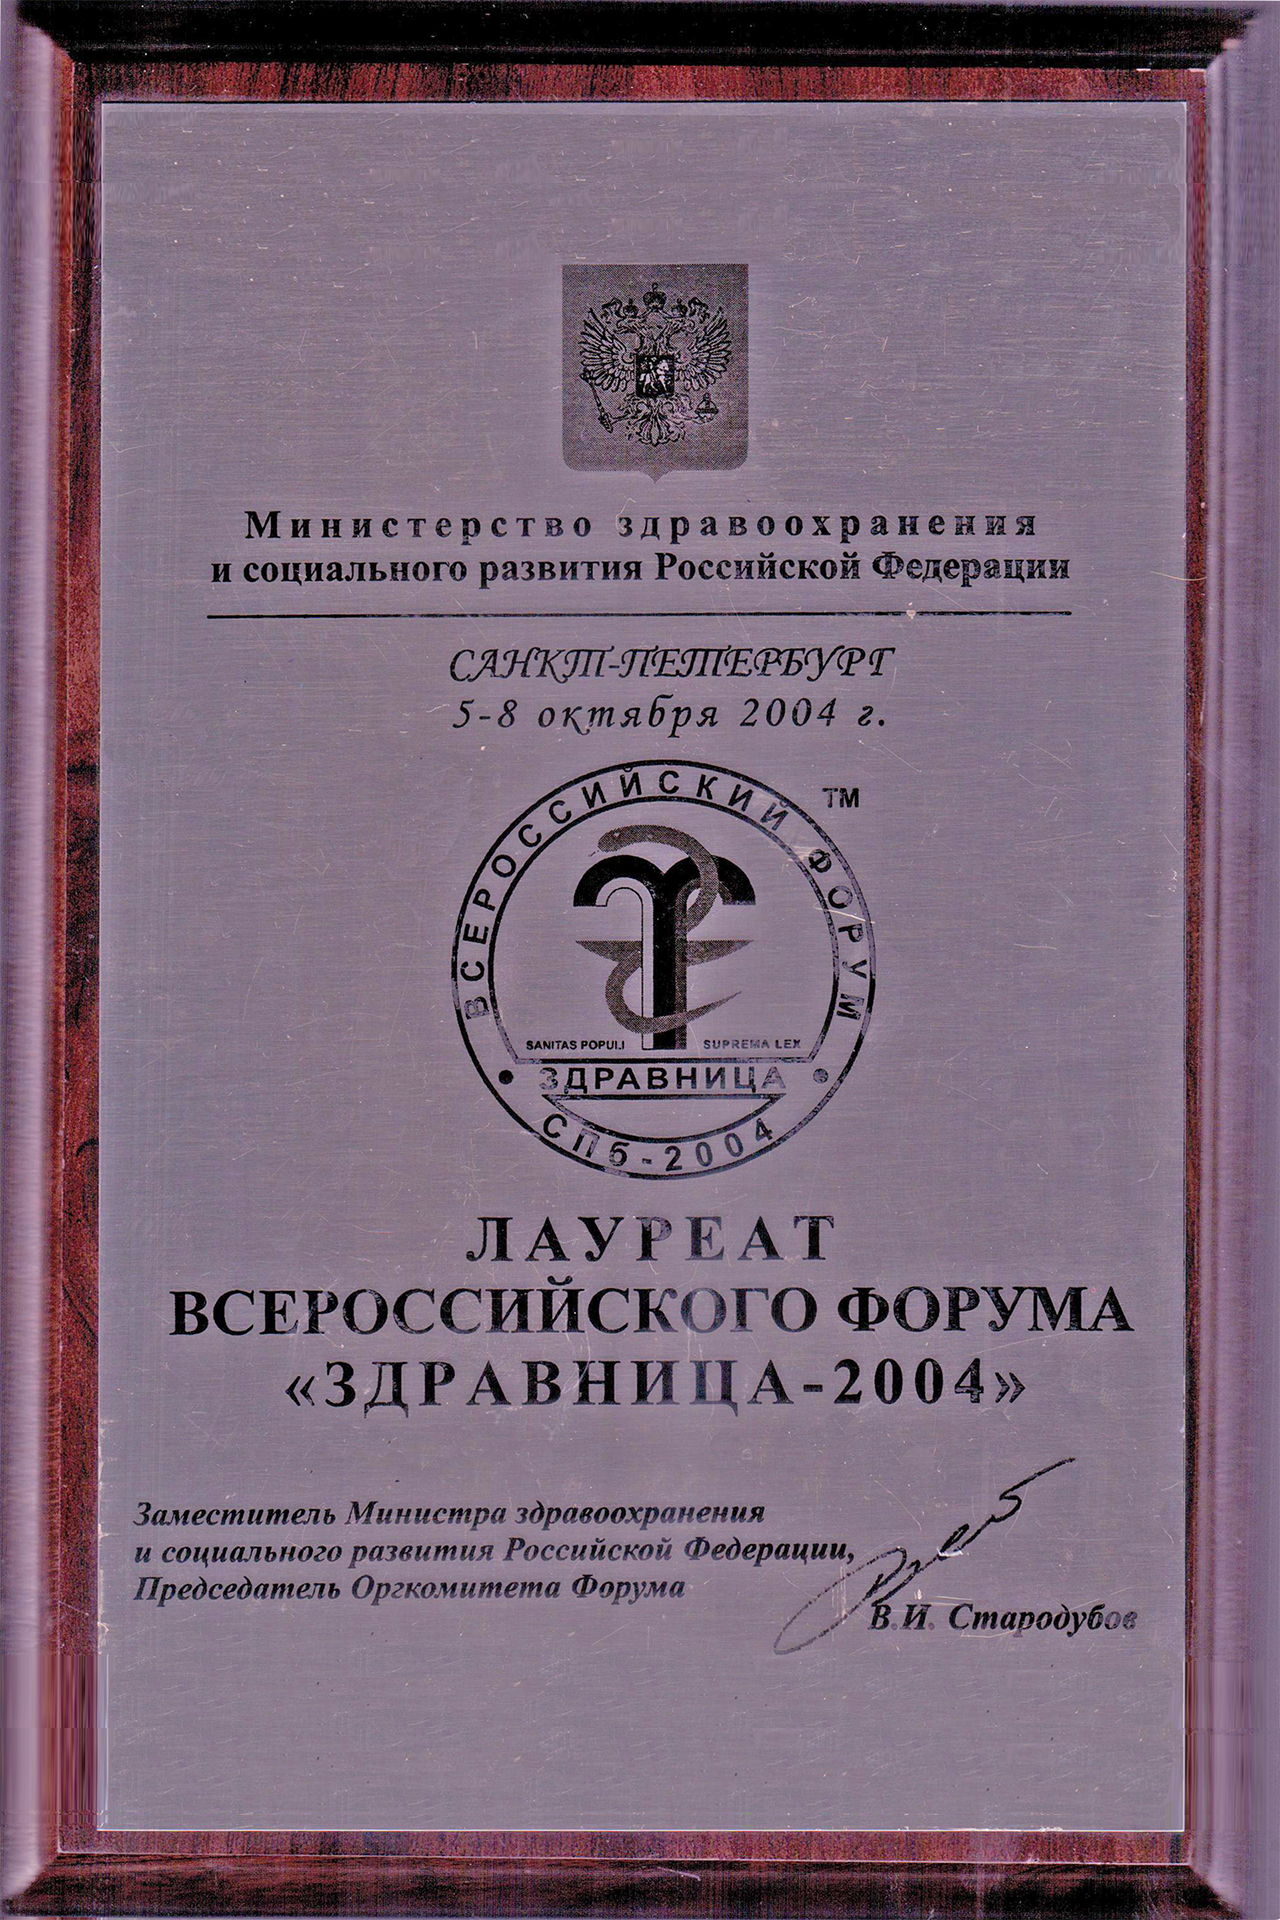 Министерство здравоохранения
и социального развития Российской Федерации
САНКТ-ПЕТЕРБУРГ
5-8 октября 2004 г.
ВСЕРОССИЙСКИЙ ФОРУМ
TM
SANITAS POPULI SUPREMA LEX
• ЗДРАВНИЦА •
СПб-2004
ЛАУРЕАТ
ВСЕРОССИЙСКОГО ФОРУМА
«ЗДРАВНИЦА-2004»
Заместитель Министра здравоохранения
и социального развития Российской Федерации,
Председатель Оргкомитета Форума
В.И. Стародубов